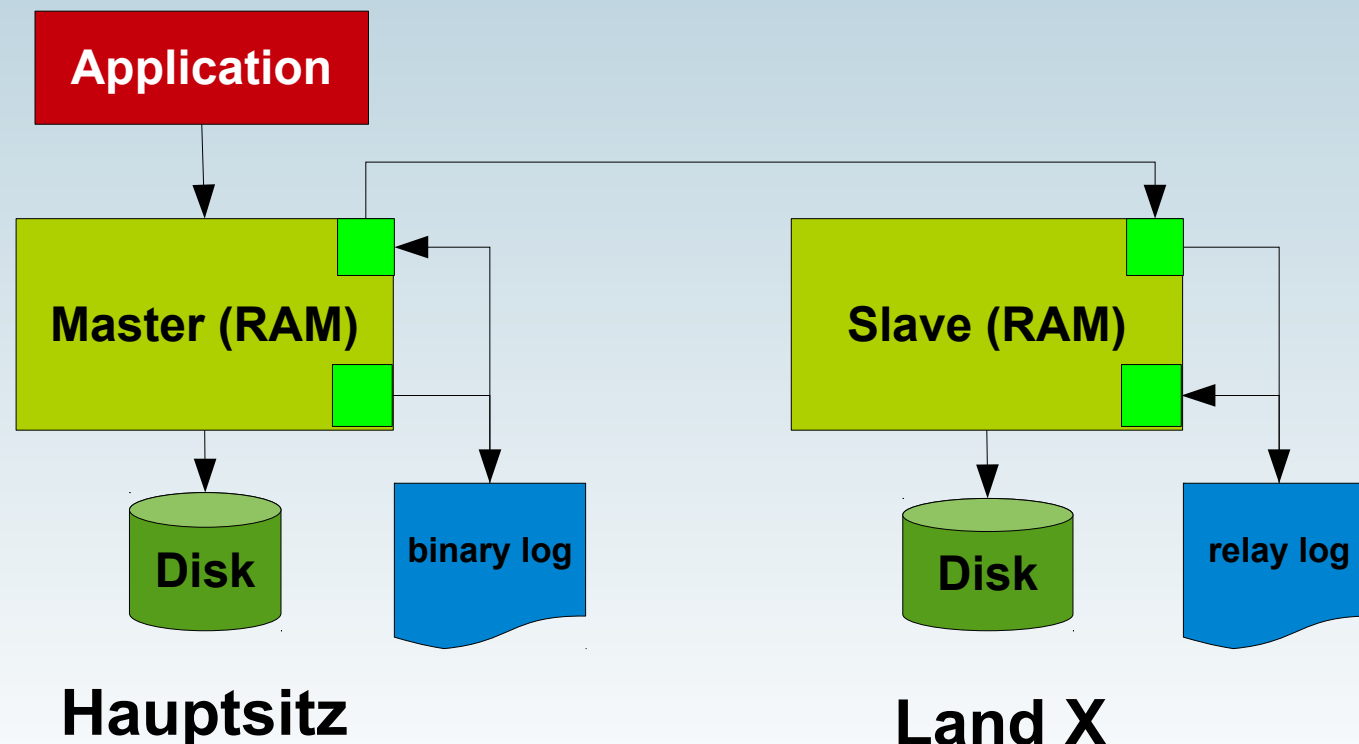 Application
Master (RAM)
Slave (RAM)
Disk
binary log
Disk
relay log
Hauptsitz
Land X